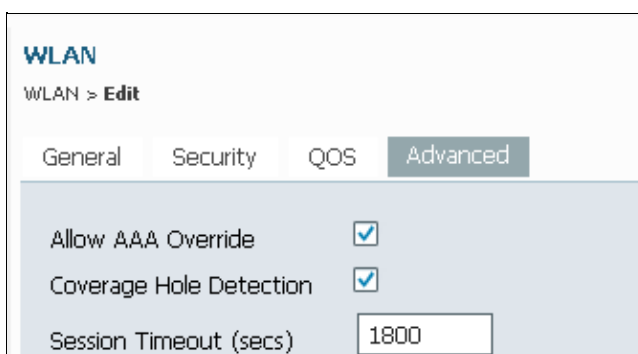 WLAN
WLAN > Edit
General Security QOS Advanced
Allow AAA Override
Coverage Hole Detection
Session Timeout (secs) 1800